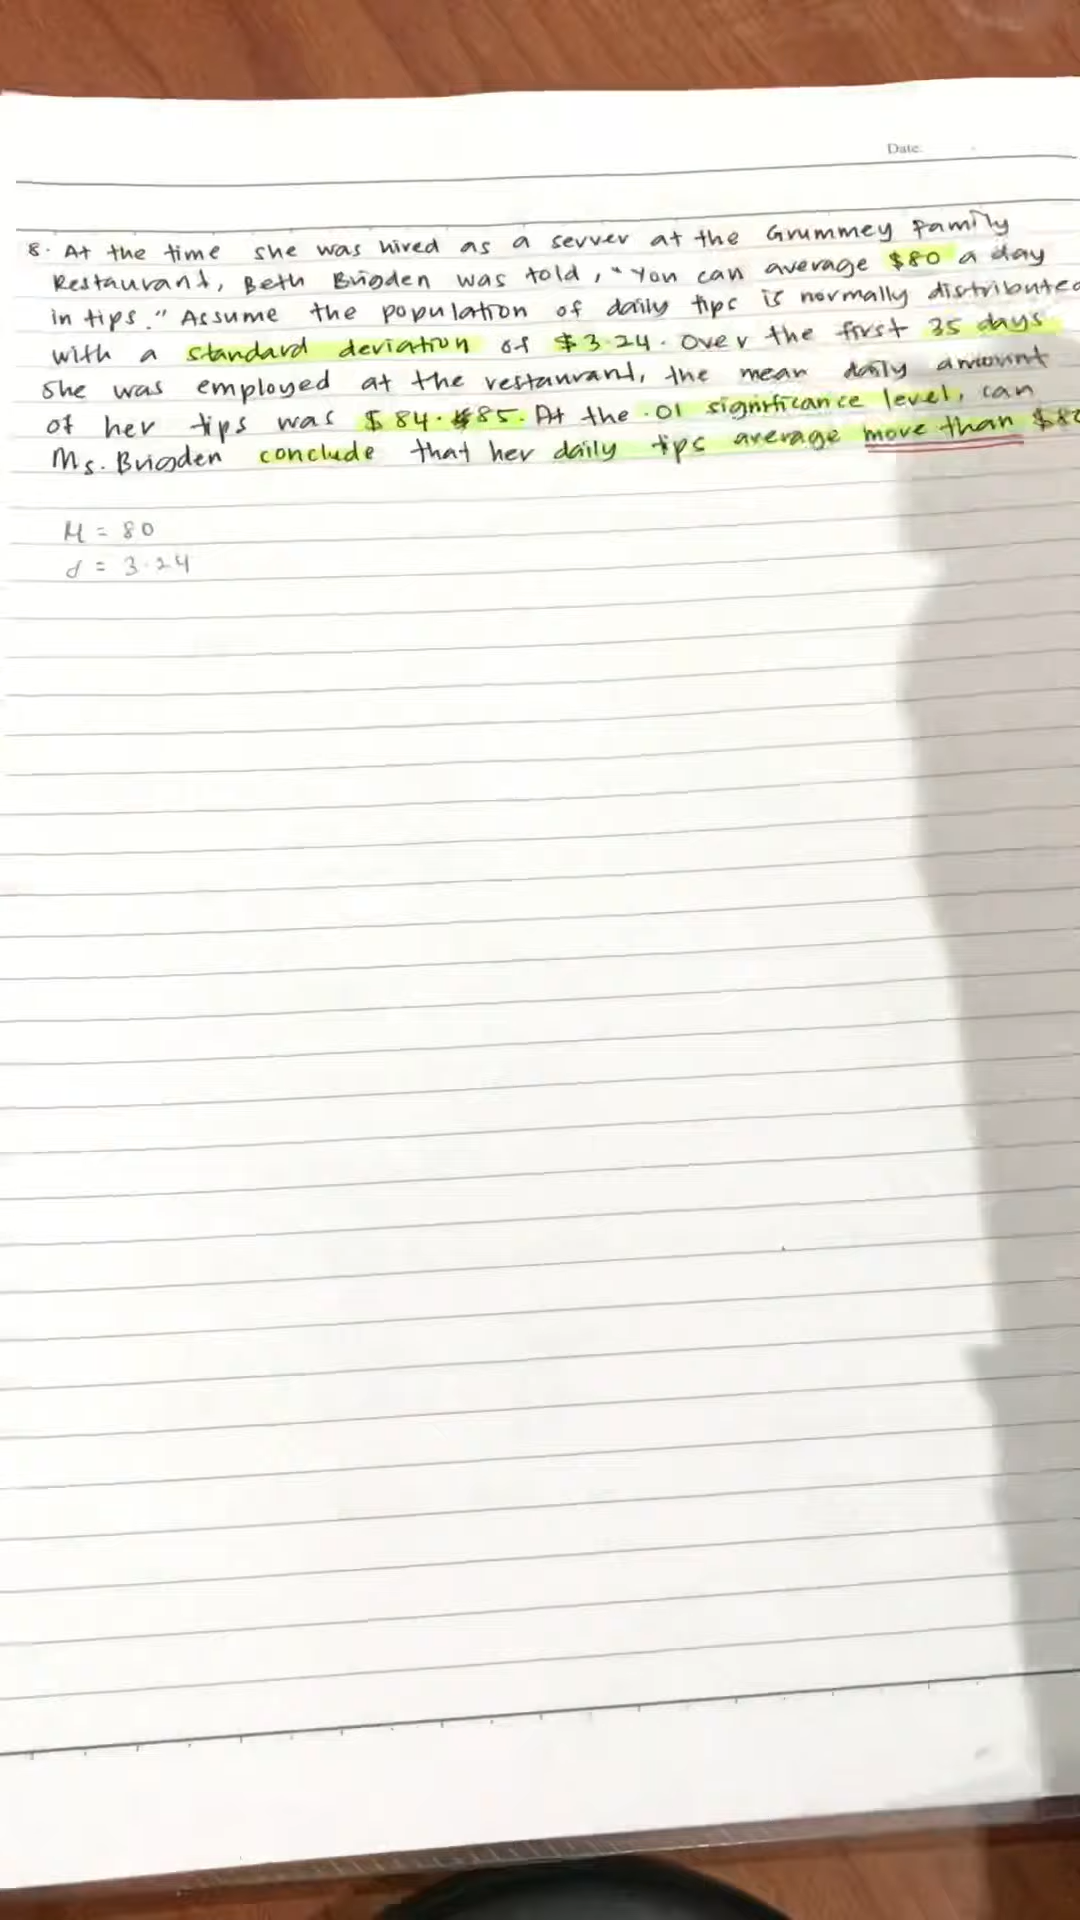 Date:
8. At the time she was hired as a server at the Grummey Family
Restaurant, Beth Brigden was told, "You can average $80 a day
in tips." Assume the population of daily tips is normally distributed
with a standard deviation of $3.24. Over the first 35 days
she was employed at the restaurant, the mean daily amount
of her tips was $84.85. At the .01 significance level, can
Ms. Brigden conclude that her daily tips average more than
μ = 80
σ = 3.24